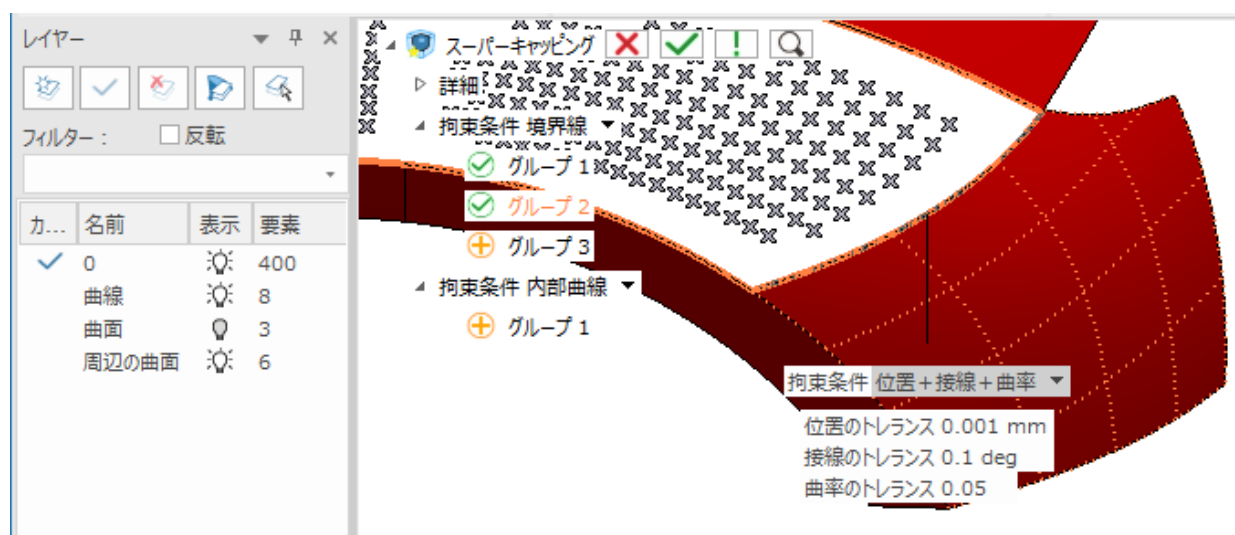 レイヤー
フィルター： 反転
カ... 名前 表示 要素
0 400
曲線 8
曲面 3
周辺の曲面 6
スーパーキャッピング
詳細
拘束条件 境界線
グループ 1
グループ 2
グループ 3
拘束条件 内部曲線
グループ 1
拘束条件 位置＋接線＋曲率
位置のトレランス 0.001 mm
接線のトレランス 0.1 deg
曲率のトレランス 0.05